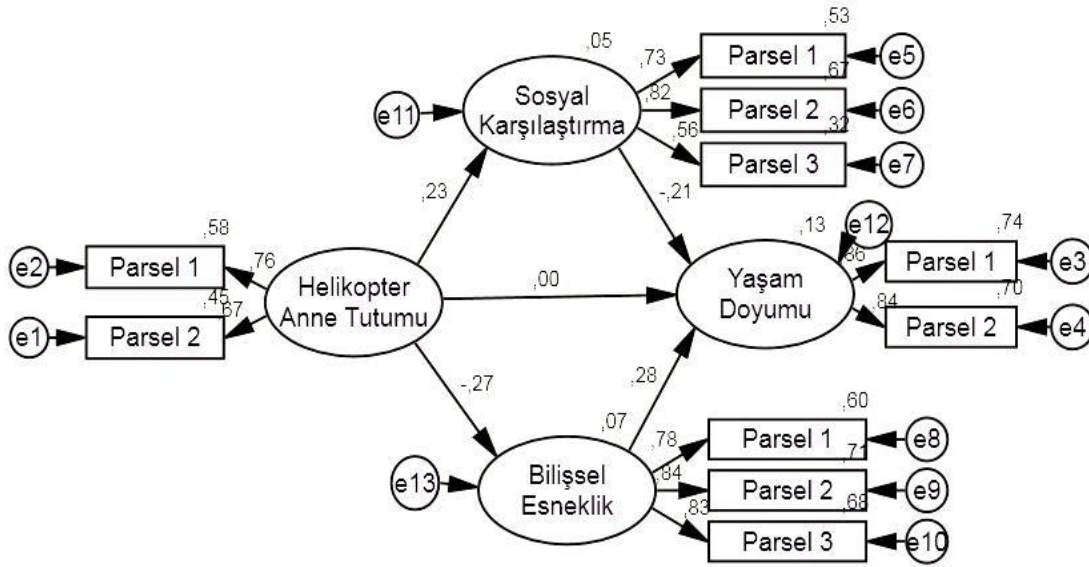 ,53
,05
,73
Parsel 1
e5
,67
Sosyal
Karşılaştırma
,82
Parsel 2
e6
e11
,32
,56
Parsel 3
e7
,23
-,21
,58
,13
e12
,74
e2
Parsel 1
,76
Helikopter
Anne Tutumu
,00
Yaşam
Doyumu
,86
Parsel 1
e3
,45
,67
e1
Parsel 2
,70
,84
Parsel 2
e4
-,27
,28
,07
,60
,78
Parsel 1
e8
,71
e13
Bilişsel
Esneklik
,84
Parsel 2
e9
,68
,83
Parsel 3
e10